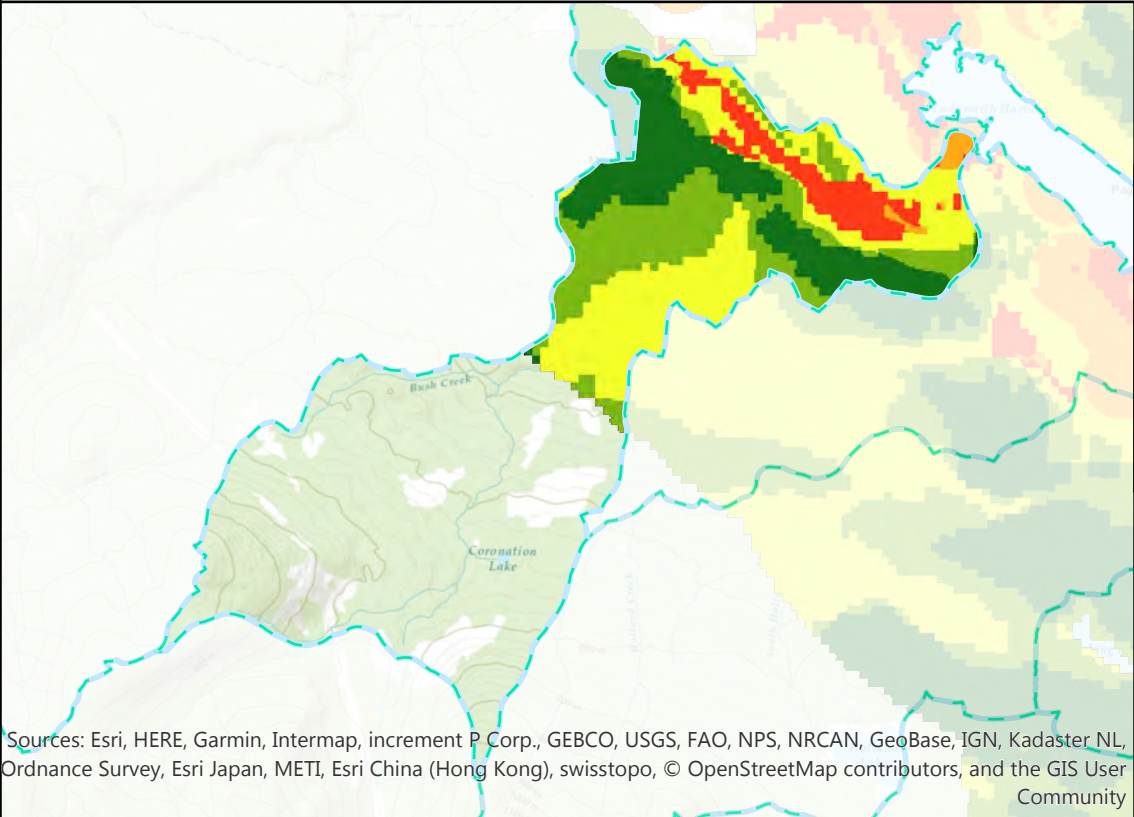 Bush Creek
Coronation
Lake
Sources: Esri, HERE, Garmin, Intermap, increment P Corp., GEBCO, USGS, FAO, NPS, NRCAN, GeoBase, IGN, Kadaster NL,
Ordnance Survey, Esri Japan, METI, Esri China (Hong Kong), swisstopo, © OpenStreetMap contributors, and the GIS User
Community